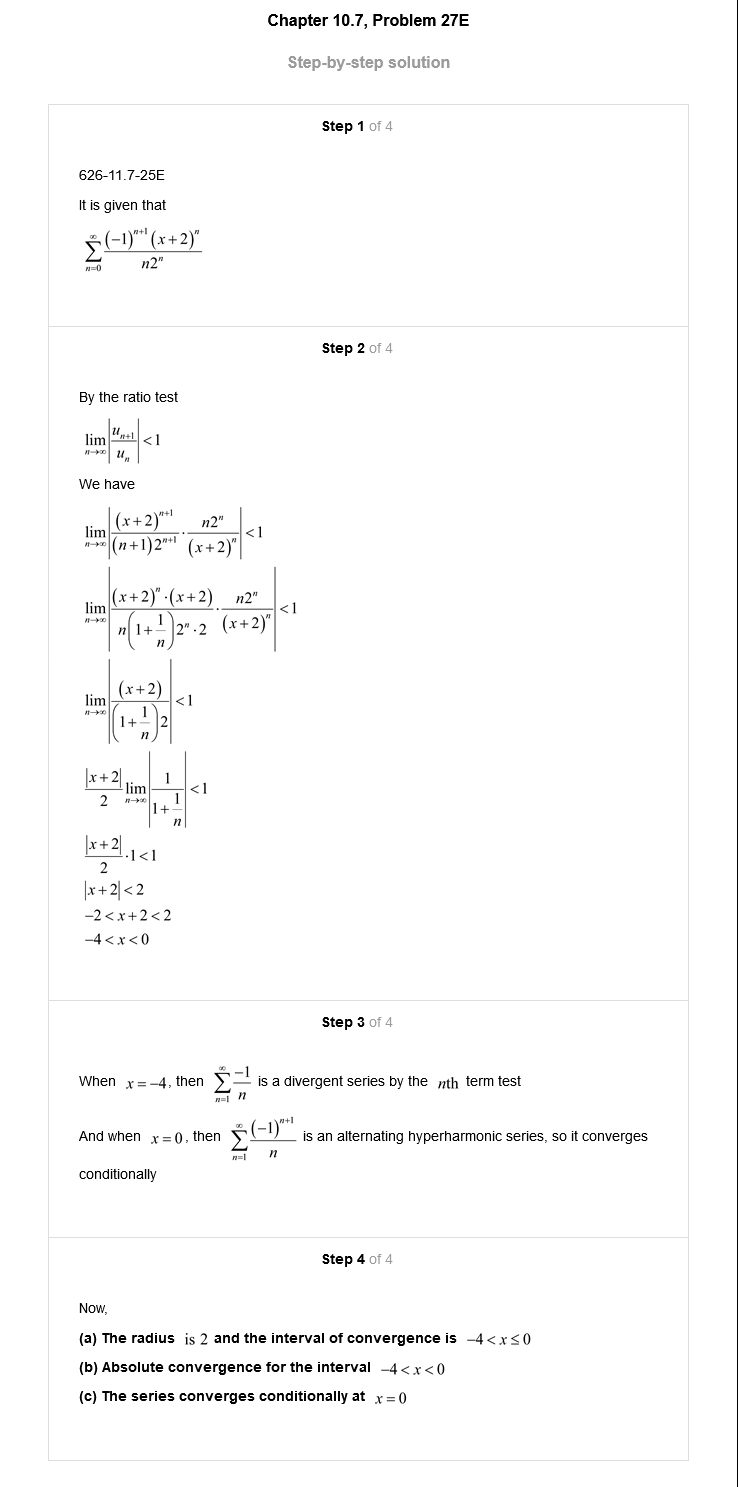 Chapter 10.7, Problem 27E
Step-by-step solution
Step 1 of 4
626-11.7-25E
It is given that
$\sum_{n=0}^{\infty} \frac{(-1)^{n+1}(x+2)^n}{n2^n}$
Step 2 of 4
By the ratio test
$\lim_{n\to\infty} \left| \frac{u_{n+1}}{u_n} \right| < 1$
We have
$\lim_{n\to\infty} \left| \frac{(x+2)^{n+1}}{(n+1)2^{n+1}} \cdot \frac{n2^n}{(x+2)^n} \right| < 1$
$\lim_{n\to\infty} \left| \frac{(x+2)^n \cdot (x+2)}{n\left(1+\frac{1}{n}\right)2^n \cdot 2} \cdot \frac{n2^n}{(x+2)^n} \right| < 1$
$\lim_{n\to\infty} \left| \frac{(x+2)}{\left(1+\frac{1}{n}\right)2} \right| < 1$
$\frac{|x+2|}{2} \lim_{n\to\infty} \left| \frac{1}{1+\frac{1}{n}} \right| < 1$
$\frac{|x+2|}{2} \cdot 1 < 1$
$|x+2| < 2$
$-2 < x+2 < 2$
$-4 < x < 0$
Step 3 of 4
When $x = -4$, then $\sum_{n=1}^{\infty} \frac{-1}{n}$ is a divergent series by the $n$th term test
And when $x = 0$, then $\sum_{n=1}^{\infty} \frac{(-1)^{n+1}}{n}$ is an alternating hyperharmonic series, so it converges
conditionally
Step 4 of 4
Now,
(a) The radius is 2 and the interval of convergence is $-4 < x \le 0$
(b) Absolute convergence for the interval $-4 < x < 0$
(c) The series converges conditionally at $x = 0$